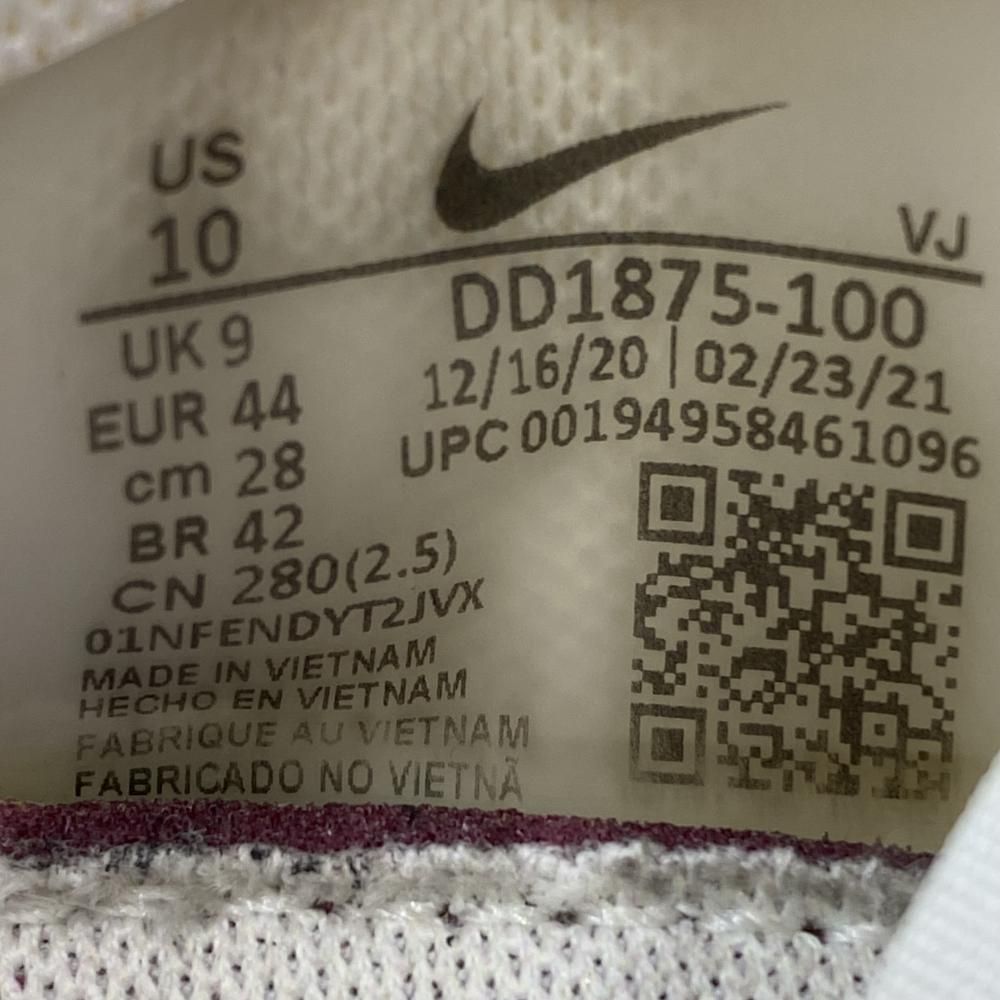 US
10
VJ
UK 9
EUR 44
cm 28
BR 42
CN 280(2.5)
01NFENDYT2JVX
MADE IN VIETNAM
HECHO EN VIETNAM
FABRIQUE AU VIETNAM
FABRICADO NO VIETNÃ
DD1875-100
12/16/20 | 02/23/21
UPC 00194958461096